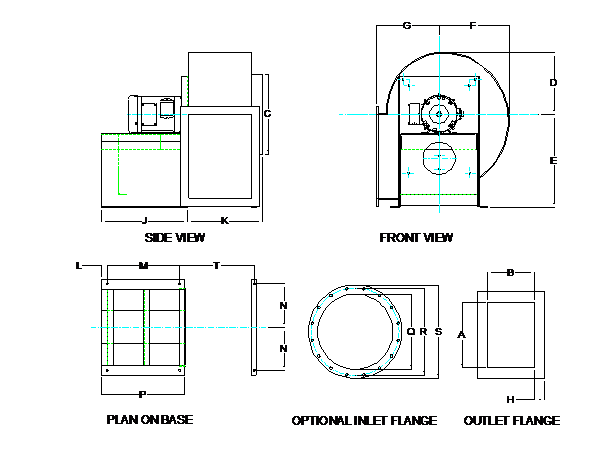 G F
D
C
E
J K
SIDE VIEW FRONT VIEW
L M T
B
N
A
Q R S
N
P
H
PLAN ON BASE OPTIONAL INLET FLANGE OUTLET FLANGE